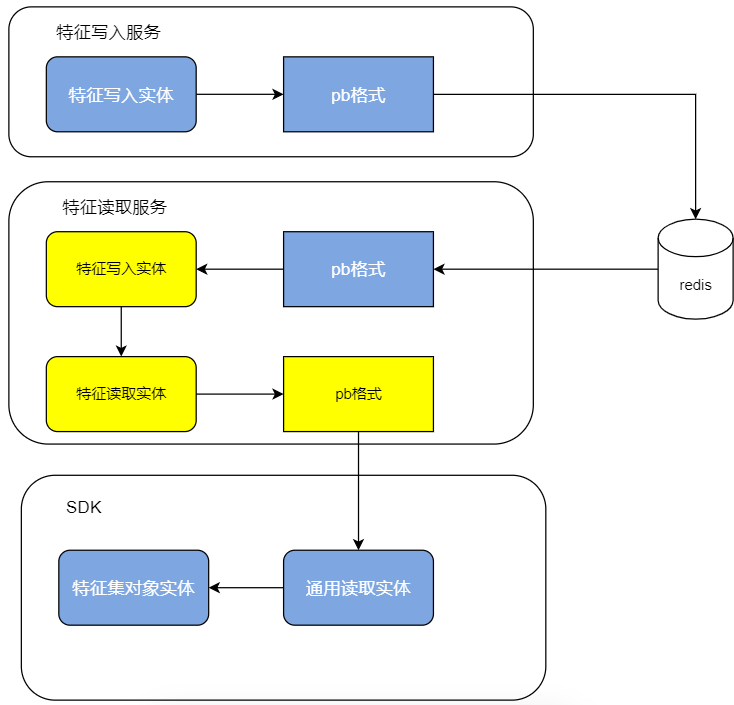 特征写入服务
特征写入实体
pb格式
特征读取服务
特征写入实体
pb格式
redis
特征读取实体
pb格式
SDK
特征集对象实体
通用读取实体